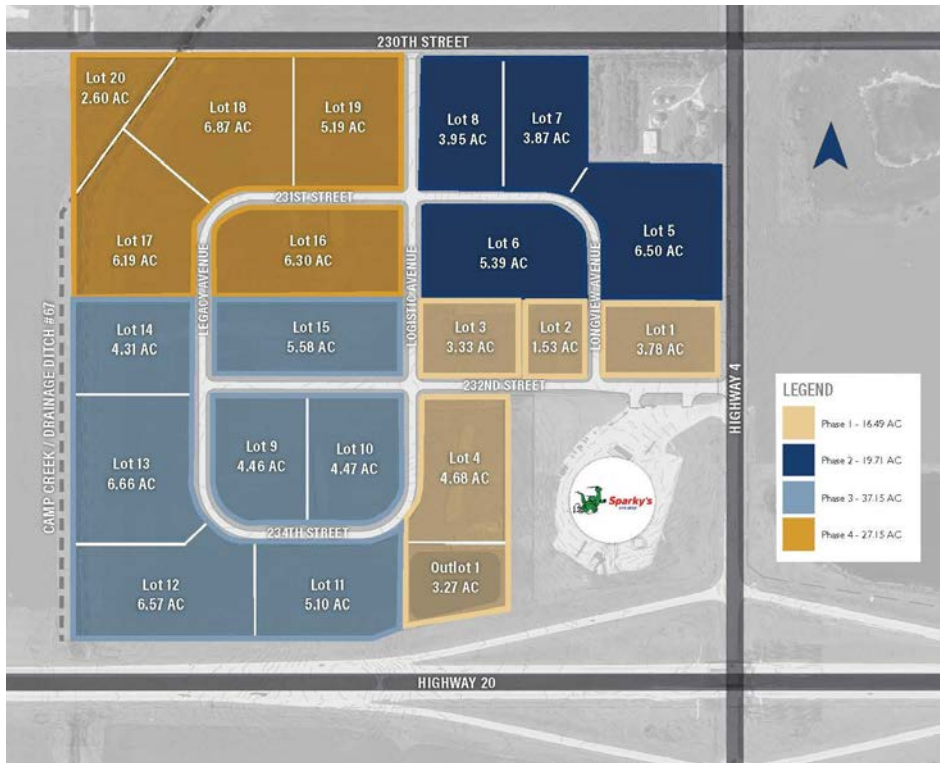 230TH STREET
Lot 20
2.60 AC
Lot 18
6.87 AC
Lot 19
5.19 AC
Lot 8
3.95 AC
Lot 7
3.87 AC
231ST STREET
Lot 17
6.19 AC
LEGACY AVENUE
Lot 16
6.30 AC
LOGISTIC AVENUE
Lot 6
5.39 AC
LONGVIEW AVENUE
Lot 5
6.50 AC
CAMP CREEK / DRAINAGE DITCH #67
Lot 14
4.31 AC
Lot 15
5.58 AC
Lot 3
3.33 AC
Lot 2
1.53 AC
Lot 1
3.78 AC
232ND STREET
HIGHWAY 4
Lot 13
6.66 AC
Lot 9
4.46 AC
Lot 10
4.47 AC
Lot 4
4.68 AC
Sparky's
234TH STREET
Lot 12
6.57 AC
Lot 11
5.10 AC
Outlot 1
3.27 AC
HIGHWAY 20
LEGEND
Phase 1 - 16.49 AC
Phase 2 - 19.71 AC
Phase 3 - 37.15 AC
Phase 4 - 27.15 AC